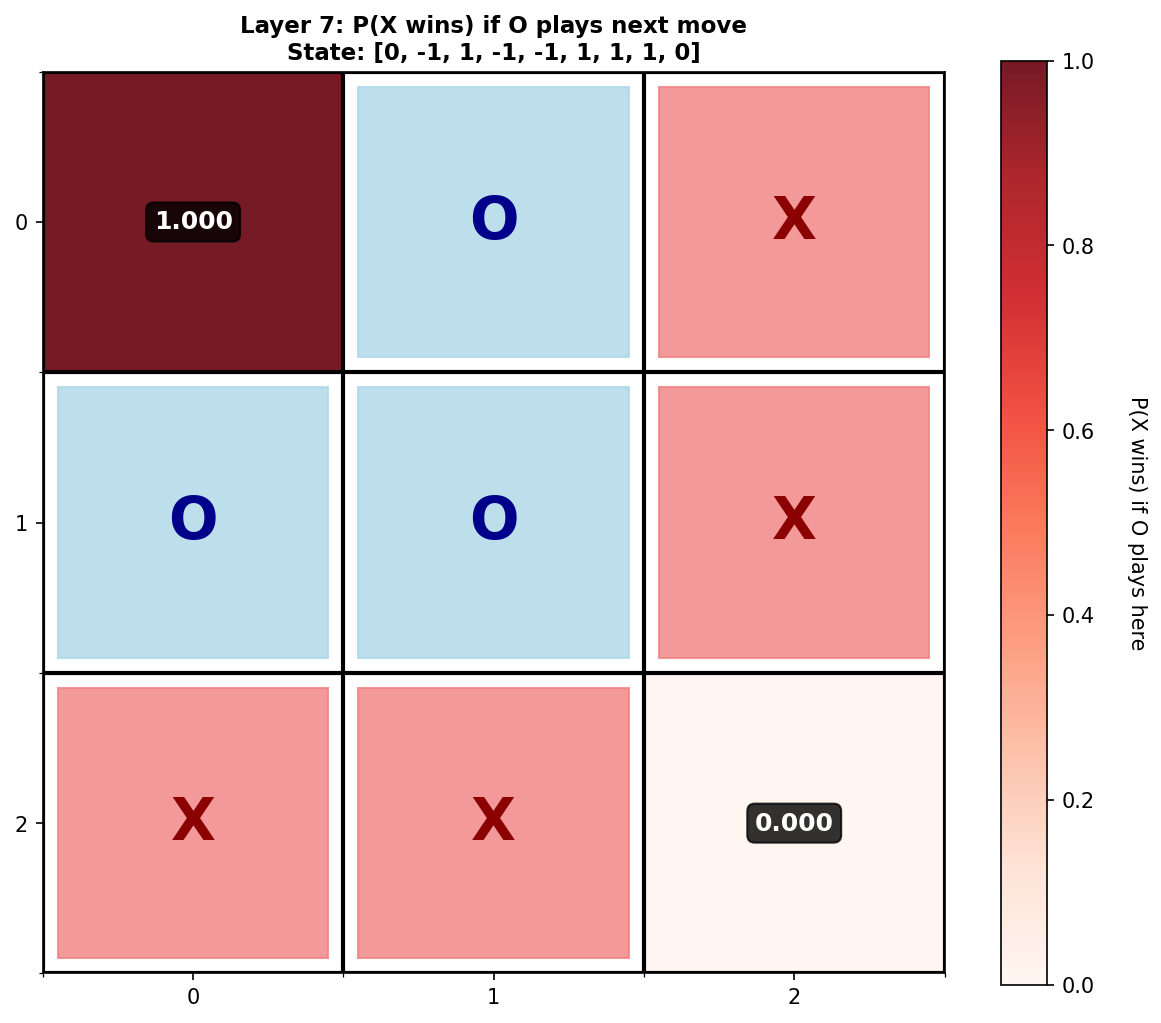 Layer 7: P(X wins) if O plays next move
State: [0, -1, 1, -1, -1, 1, 1, 1, 0]
0
1.000
O
X
1
O
O
X
2
X
X
0.000
0
1
2
1.0
0.8
0.6
0.4
0.2
0.0
P(X wins) if O plays here